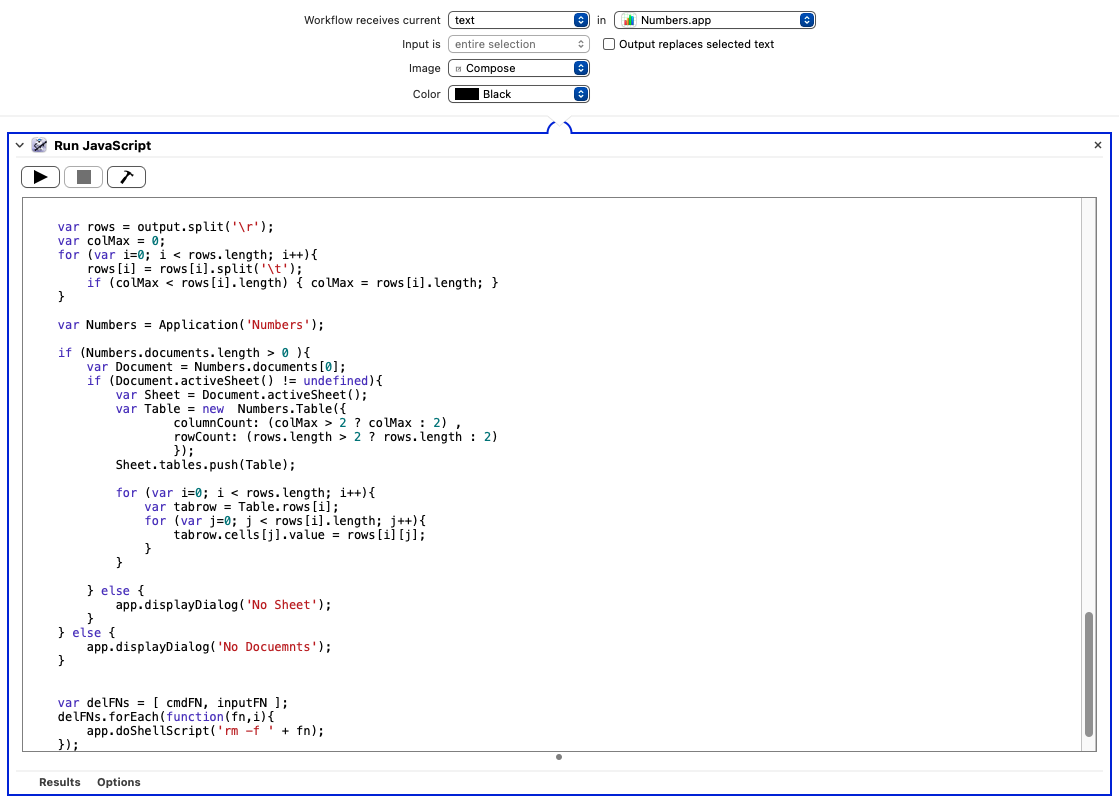 Workflow receives current text in Numbers.app
Input is entire selection Output replaces selected text
Image Compose
Color Black
Run JavaScript
var rows = output.split('\r');
var colMax = 0;
for (var i=0; i < rows.length; i++){
rows[i] = rows[i].split('\t');
if (colMax < rows[i].length) { colMax = rows[i].length; }
}
var Numbers = Application('Numbers');
if (Numbers.documents.length > 0 ){
var Document = Numbers.documents[0];
if (Document.activeSheet() != undefined){
var Sheet = Document.activeSheet();
var Table = new  Numbers.Table({
columnCount: (colMax > 2 ? colMax : 2) ,
rowCount: (rows.length > 2 ? rows.length : 2)
});
Sheet.tables.push(Table);
for (var i=0; i < rows.length; i++){
var tabrow = Table.rows[i];
for (var j=0; j < rows[i].length; j++){
tabrow.cells[j].value = rows[i][j];
}
}
} else {
app.displayDialog('No Sheet');
}
} else {
app.displayDialog('No Docuemnts');
}
var delFNs = [ cmdFN, inputFN ];
delFNs.forEach(function(fn,i){
app.doShellScript('rm -f ' + fn);
});
Results Options